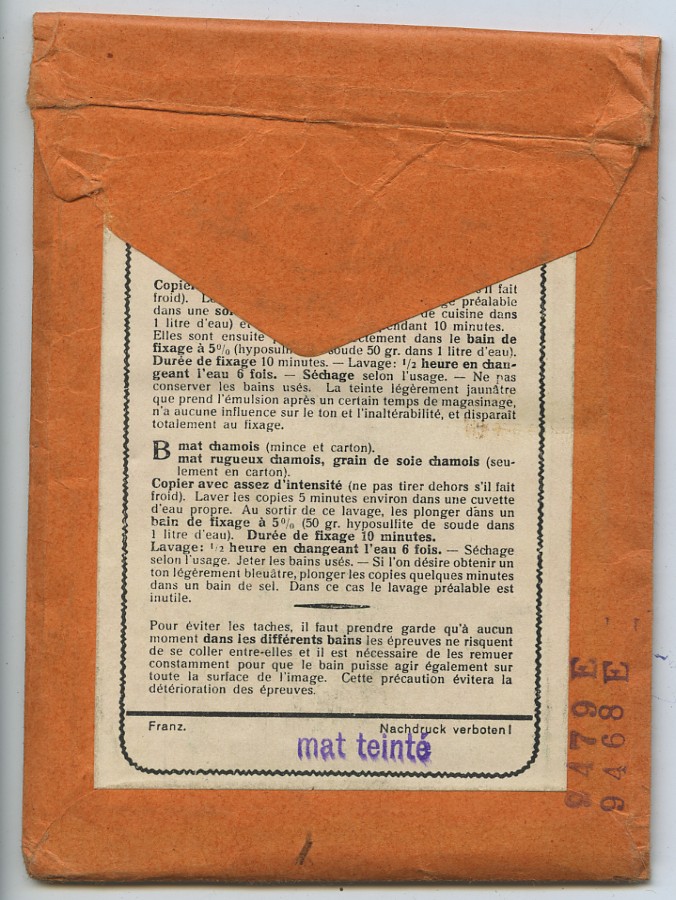 Copie s'il fait
froid). préalable
dans une de cuisine dans
1 litre d'eau) et pendant 10 minutes.
Elles sont ensuite dans le bain de
fixage à 5% (hyposul soude 50 gr. dans 1 litre d'eau).
Durée de fixage 10 minutes. — Lavage: 1/2 heure en chan-
geant l'eau 6 fois. — Séchage selon l'usage. — Ne pas
conserver les bains usés. La teinte légèrement jaunâtre
que prend l'émulsion après un certain temps de magasinage,
n'a aucune influence sur le ton et l'inaltérabilité, et disparaît
totalement au fixage.
B mat chamois (mince et carton).
mat rugueux chamois, grain de soie chamois (seu-
lement en carton).
Copier avec assez d'intensité (ne pas tirer dehors s'il fait
froid). Laver les copies 5 minutes environ dans une cuvette
d'eau propre. Au sortir de ce lavage, les plonger dans un
bain de fixage à 5% (50 gr. hyposulfite de soude dans
1 litre d'eau). Durée de fixage 10 minutes.
Lavage: 1/2 heure en changeant l'eau 6 fois. — Séchage
selon l'usage. Jeter les bains usés. — Si l'on désire obtenir un
ton légèrement bleuâtre, plonger les copies quelques minutes
dans un bain de sel. Dans ce cas le lavage préalable est
inutile.
Pour éviter les taches, il faut prendre garde qu'à aucun
moment dans les différents bains les épreuves ne risquent
de se coller entre-elles et il est nécessaire de les remuer
constamment pour que le bain puisse agir également sur
toute la surface de l'image. Cette précaution évitera la
détérioration des épreuves.
Franz. Nachdruck verboten!
mat teinté
9479 E
9468 E